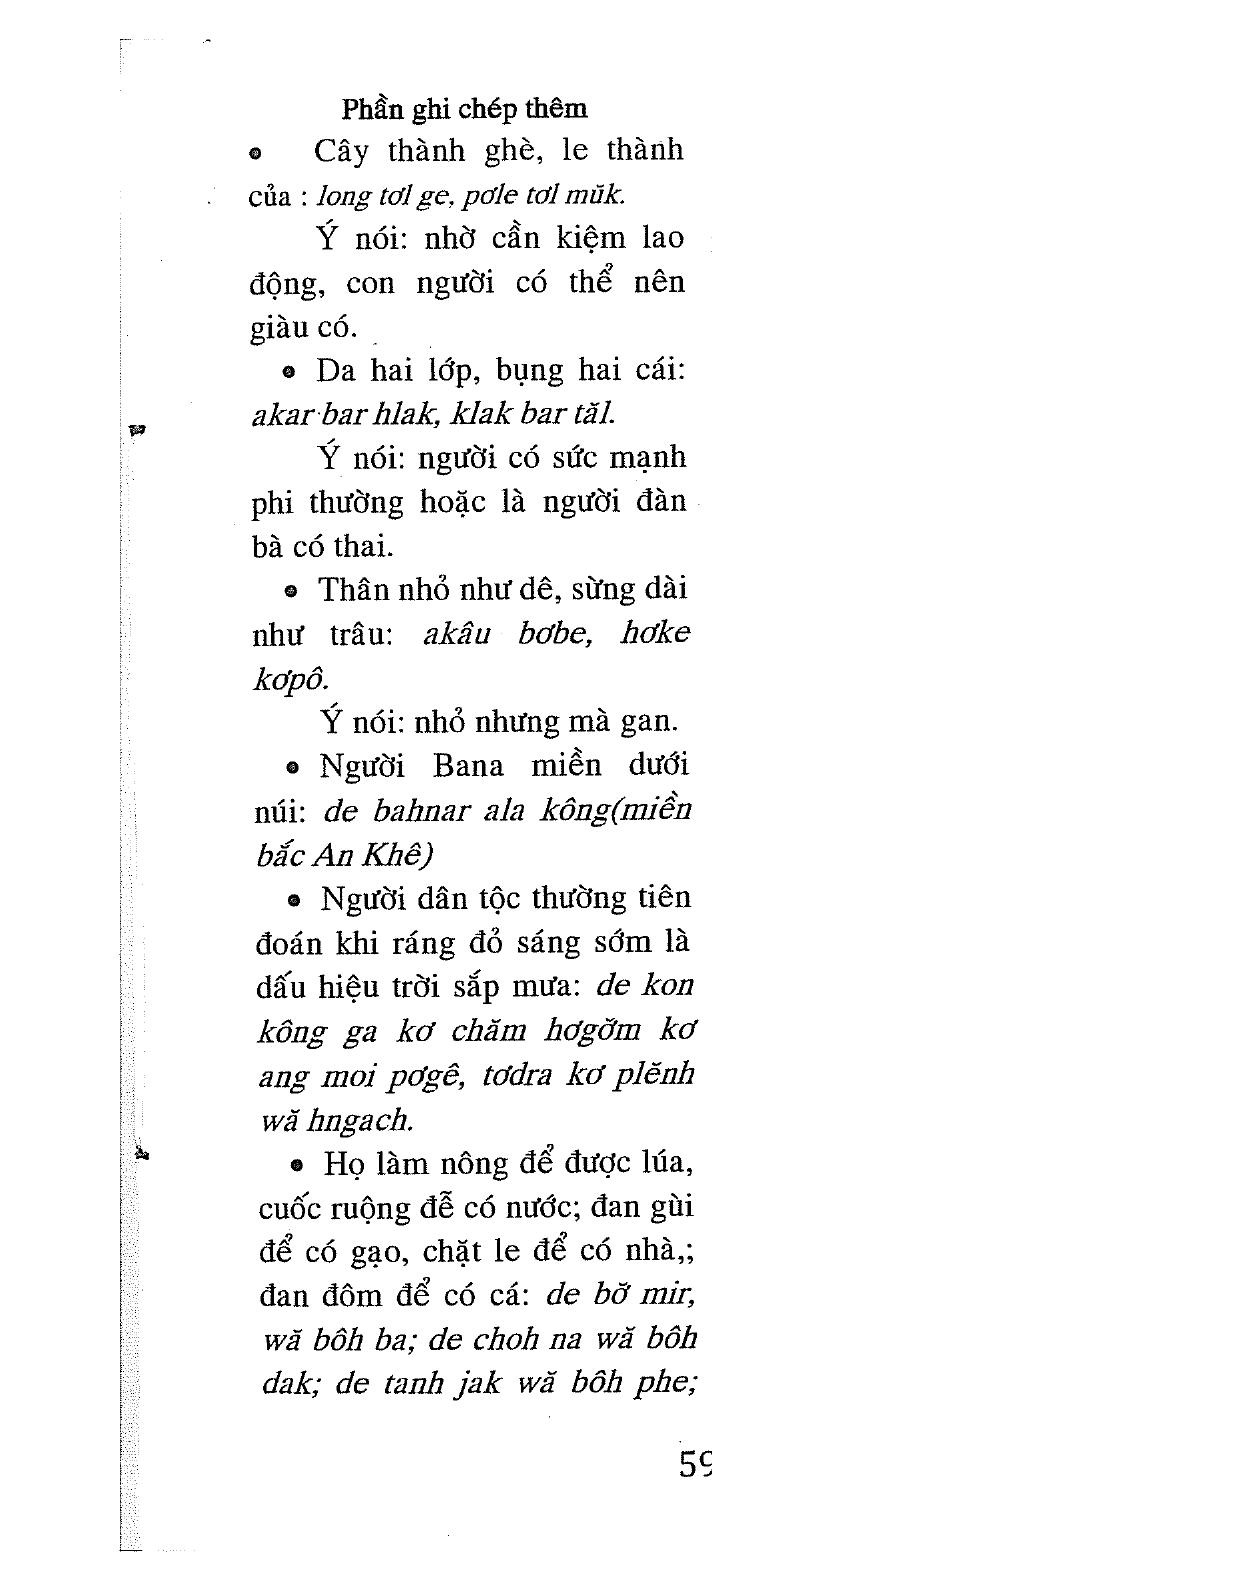 Phần ghi chép thêm
• Cây thành ghè, le thành
của : long tơl ge, pơle tơl mŭk.
Ý nói: nhờ cần kiệm lao
động, con người có thể nên
giàu có.
• Da hai lớp, bụng hai cái:
akar bar hlak, klak bar tăl.
Ý nói: người có sức mạnh
phi thường hoặc là người đàn
bà có thai.
• Thân nhỏ như dê, sừng dài
như trâu: akâu bơbe, hơke
kơpô.
Ý nói: nhỏ nhưng mà gan.
• Người Bana miền dưới
núi: de bahnar ala kông(miền
bắc An Khê)
• Người dân tộc thường tiên
đoán khi ráng đỏ sáng sớm là
dấu hiệu trời sắp mưa: de kon
kông ga kơ chăm hơgơ̆m kơ
ang moi pơgê, tơdra kơ plĕnh
wă hngach.
• Họ làm nông để được lúa,
cuốc ruộng đễ có nước; đan gùi
để có gạo, chặt le để có nhà,;
đan đôm để có cá: de bơ̆ mir,
wă bôh ba; de choh na wă bôh
dak; de tanh jak wă bôh phe;
59